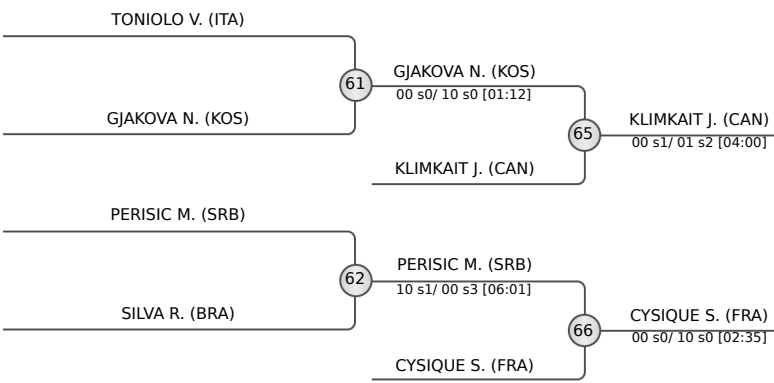 TONIOLO V. (ITA)
61
GJAKOVA N. (KOS)
00 s0/ 10 s0 [01:12]
GJAKOVA N. (KOS)
65
KLIMKAIT J. (CAN)
00 s1/ 01 s2 [04:00]
KLIMKAIT J. (CAN)
PERISIC M. (SRB)
62
PERISIC M. (SRB)
10 s1/ 00 s3 [06:01]
SILVA R. (BRA)
66
CYSIQUE S. (FRA)
00 s0/ 10 s0 [02:35]
CYSIQUE S. (FRA)